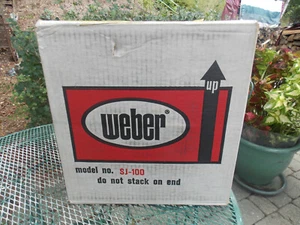 up
weber®
model no. SJ-100
do not stack on end